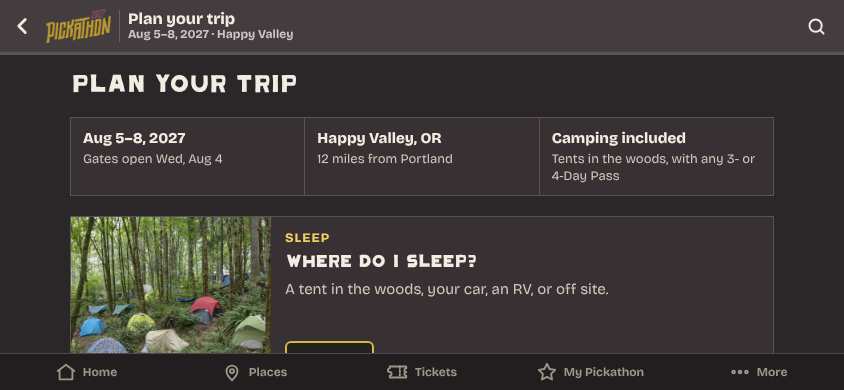 PICKATHON
Plan your trip
Aug 5–8, 2027 · Happy Valley
PLAN YOUR TRIP
Aug 5–8, 2027
Gates open Wed, Aug 4
Happy Valley, OR
12 miles from Portland
Camping included
Tents in the woods, with any 3- or
4-Day Pass
SLEEP
WHERE DO I SLEEP?
A tent in the woods, your car, an RV, or off site.
Home
Places
Tickets
My Pickathon
More